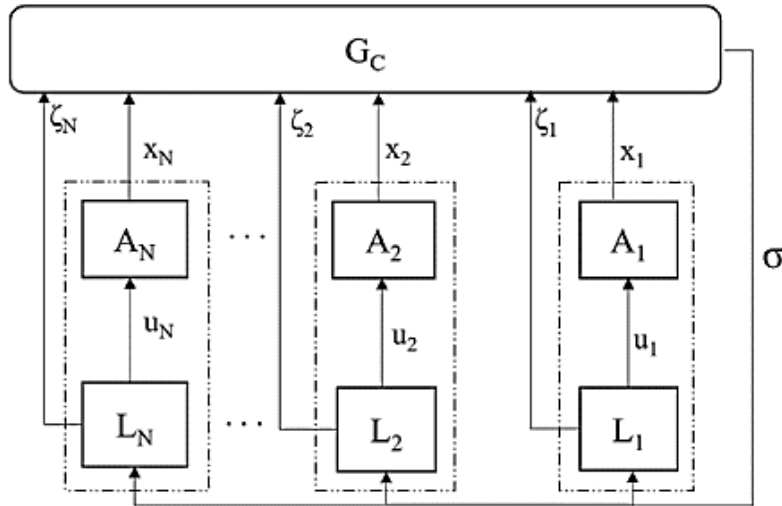 G_C
ζ_N x_N ζ_2 x_2 ζ_1 x_1
A_N ... A_2 A_1
σ
u_N u_2 u_1
L_N ... L_2 L_1